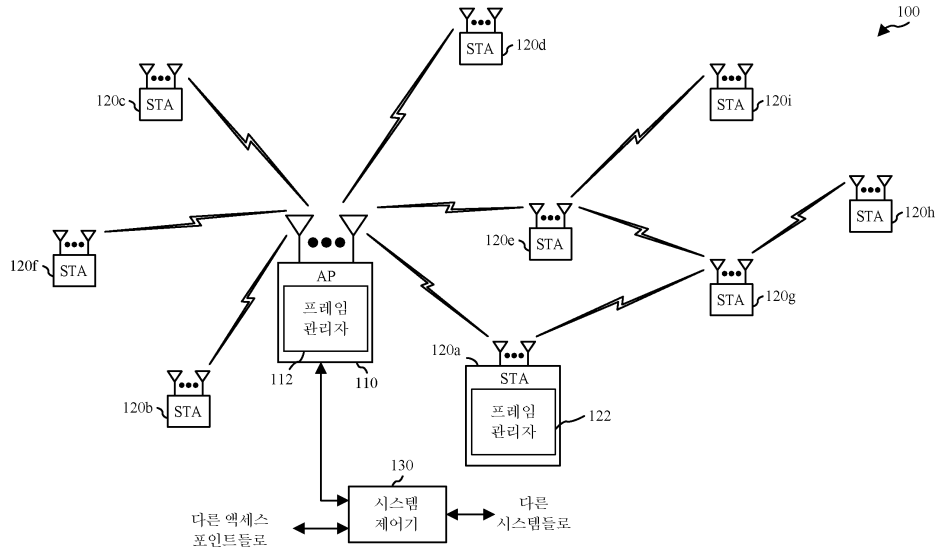 100
STA
120d
STA
120c
STA
120i
STA
120h
STA
120e
STA
120f
STA
120g
AP
프레임
관리자
112
110
120a
STA
프레임
관리자
122
STA
120b
130
시스템
제어기
다른 액세스
포인트들로
다른
시스템들로